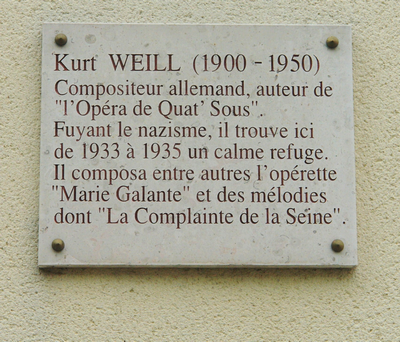 Kurt WEILL (1900 - 1950)
Compositeur allemand, auteur de
"l'Opéra de Quat' Sous".
Fuyant le nazisme, il trouve ici
de 1933 à 1935 un calme refuge.
Il composa entre autres l'opérette
"Marie Galante" et des mélodies
dont "La Complainte de la Seine".